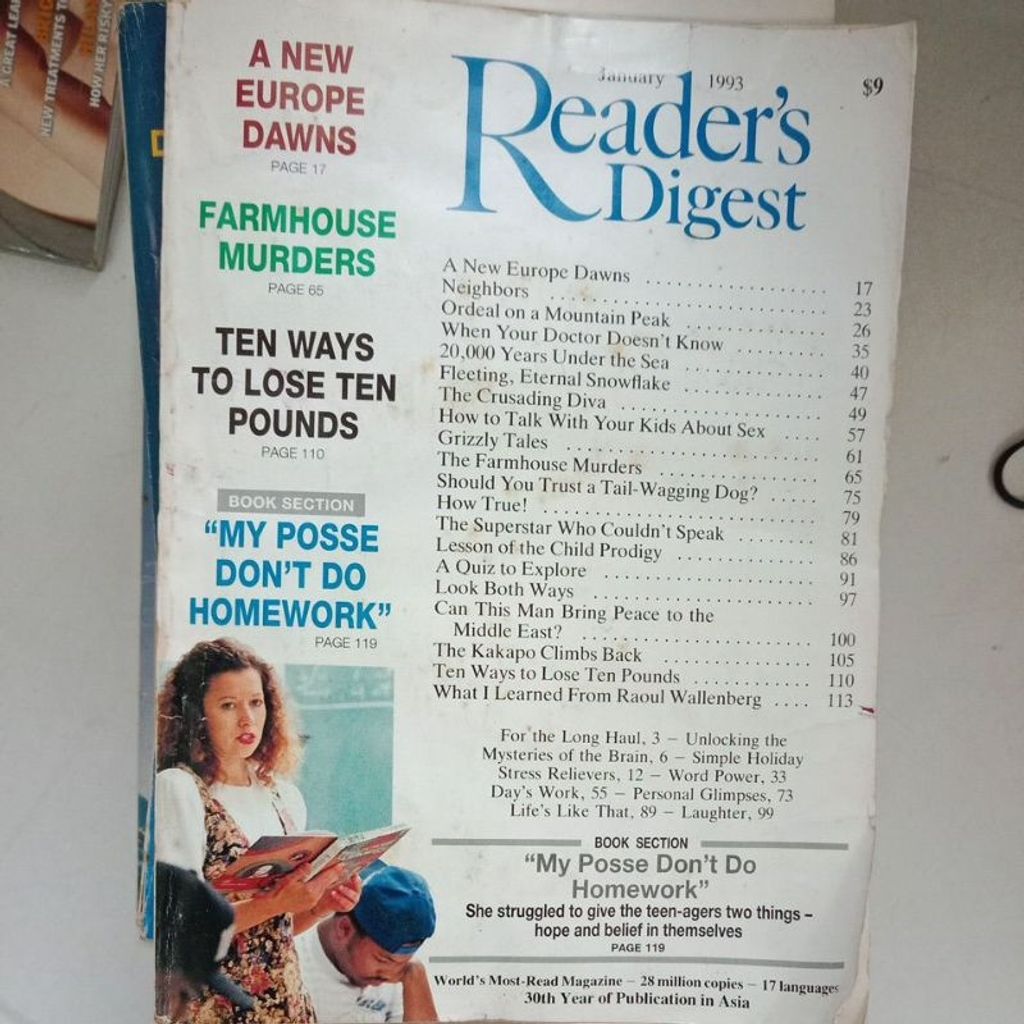 A GREAT LEA
NEW TREATMENTS T
HOW HER RISKY
A NEW
EUROPE
DAWNS
PAGE 17
FARMHOUSE
MURDERS
PAGE 65
TEN WAYS
TO LOSE TEN
POUNDS
PAGE 110
BOOK SECTION
“MY POSSE
DON'T DO
HOMEWORK”
PAGE 119
January 1993
$9
Reader's
Digest
A New Europe Dawns . . . . . . . . . . . . . . . . . 17
Neighbors . . . . . . . . . . . . . . . . . . . . . . . . . 23
Ordeal on a Mountain Peak . . . . . . . . . . . . . 26
When Your Doctor Doesn't Know . . . . . . . . . 35
20,000 Years Under the Sea . . . . . . . . . . . . . 40
Fleeting, Eternal Snowflake . . . . . . . . . . . . . 47
The Crusading Diva . . . . . . . . . . . . . . . . . . 49
How to Talk With Your Kids About Sex . . . . 57
Grizzly Tales . . . . . . . . . . . . . . . . . . . . . . . 61
The Farmhouse Murders . . . . . . . . . . . . . . . 65
Should You Trust a Tail-Wagging Dog? . . . . . . 75
How True! . . . . . . . . . . . . . . . . . . . . . . . . . 79
The Superstar Who Couldn't Speak . . . . . . . . 81
Lesson of the Child Prodigy . . . . . . . . . . . . . 86
A Quiz to Explore . . . . . . . . . . . . . . . . . . . . 91
Look Both Ways . . . . . . . . . . . . . . . . . . . . . 97
Can This Man Bring Peace to the
Middle East? . . . . . . . . . . . . . . . . . . . . . . 100
The Kakapo Climbs Back . . . . . . . . . . . . . . 105
Ten Ways to Lose Ten Pounds . . . . . . . . . . . 110
What I Learned From Raoul Wallenberg . . . . 113
For the Long Haul, 3 – Unlocking the
Mysteries of the Brain, 6 – Simple Holiday
Stress Relievers, 12 – Word Power, 33
Day's Work, 55 – Personal Glimpses, 73
Life's Like That, 89 – Laughter, 99
BOOK SECTION
“My Posse Don't Do
Homework”
She struggled to give the teen-agers two things –
hope and belief in themselves
PAGE 119
World's Most-Read Magazine – 28 million copies – 17 languages
30th Year of Publication in Asia